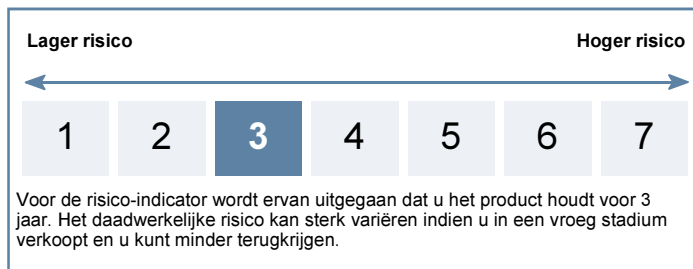 Lager risico Hoger risico
1 2 3 4 5 6 7
Voor de risico-indicator wordt ervan uitgegaan dat u het product houdt voor 3
jaar. Het daadwerkelijke risico kan sterk variëren indien u in een vroeg stadium
verkoopt en u kunt minder terugkrijgen.